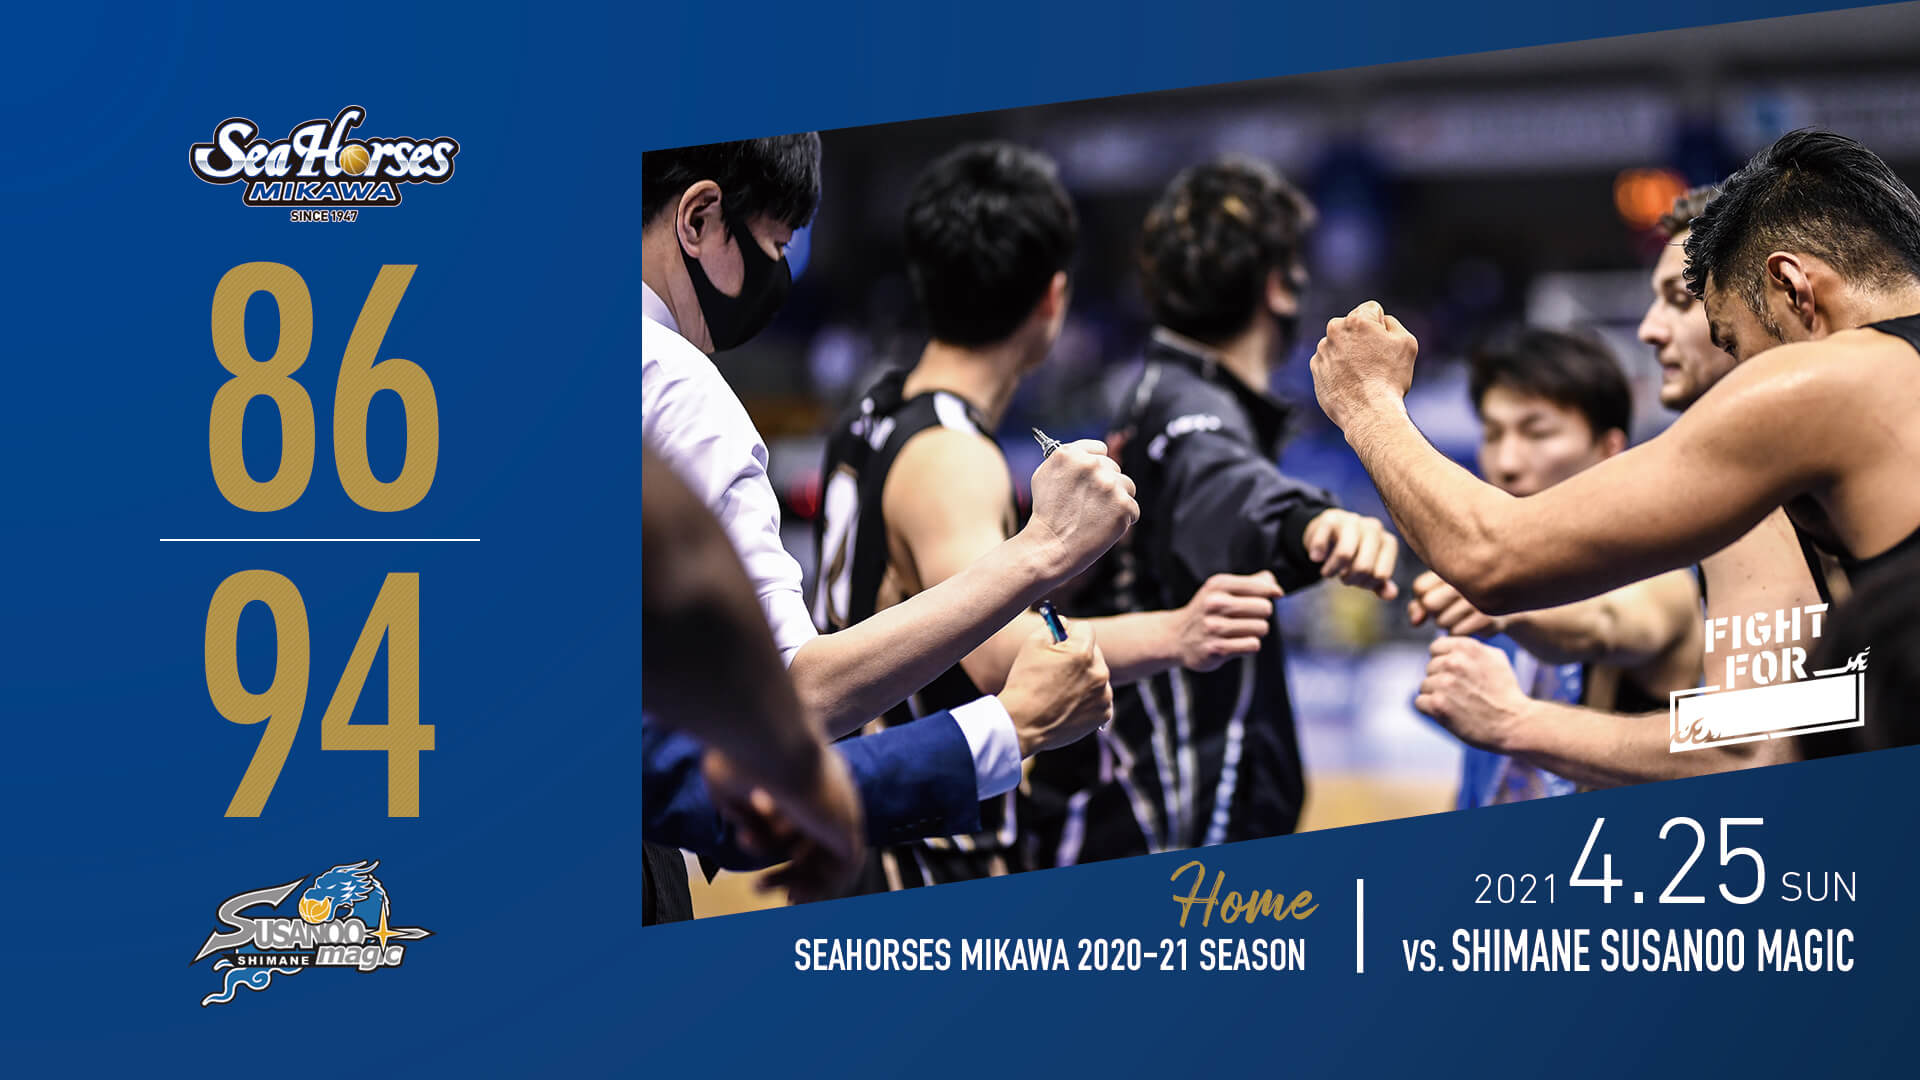 SeaHorses
MIKAWA
SINCE 1947
86
94
SUSANOO
SHIMANE magic
FIGHT
FOR
Home
SEAHORSES MIKAWA 2020-21 SEASON
2021 4.25 SUN
vs. SHIMANE SUSANOO MAGIC